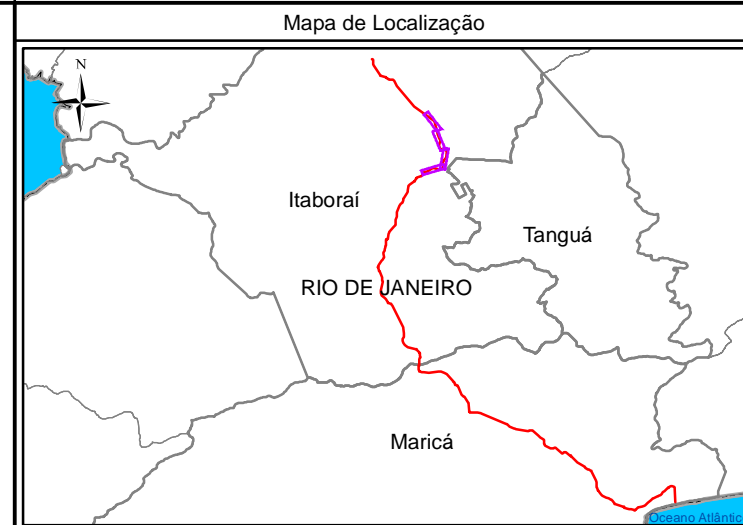 Mapa de Localização
N
Itaboraí
Tanguá
RIO DE JANEIRO
Maricá
Oceano Atlântic